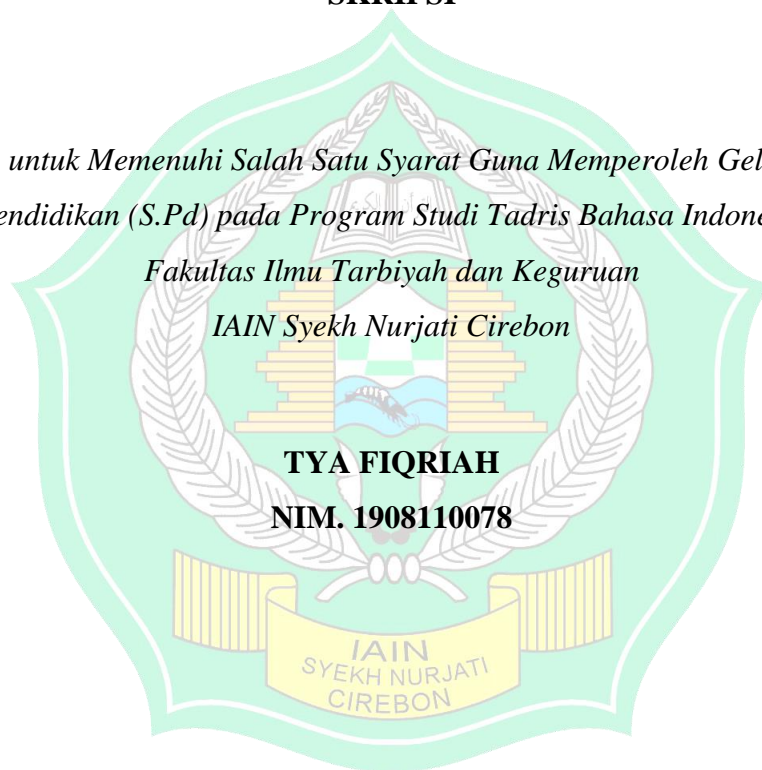 untuk Memenuhi Salah Satu Syarat Guna Memperoleh
(S.Pd) pada Program Studi Tadris Bahasa
Fakultas Ilmu Tarbiyah dan Keguruan
IAIN Syekh Nurjati Cirebon
TYA FIQRIAH
NIM. 1908110078
IAIN
SYEKH NURJATI
CIREBON